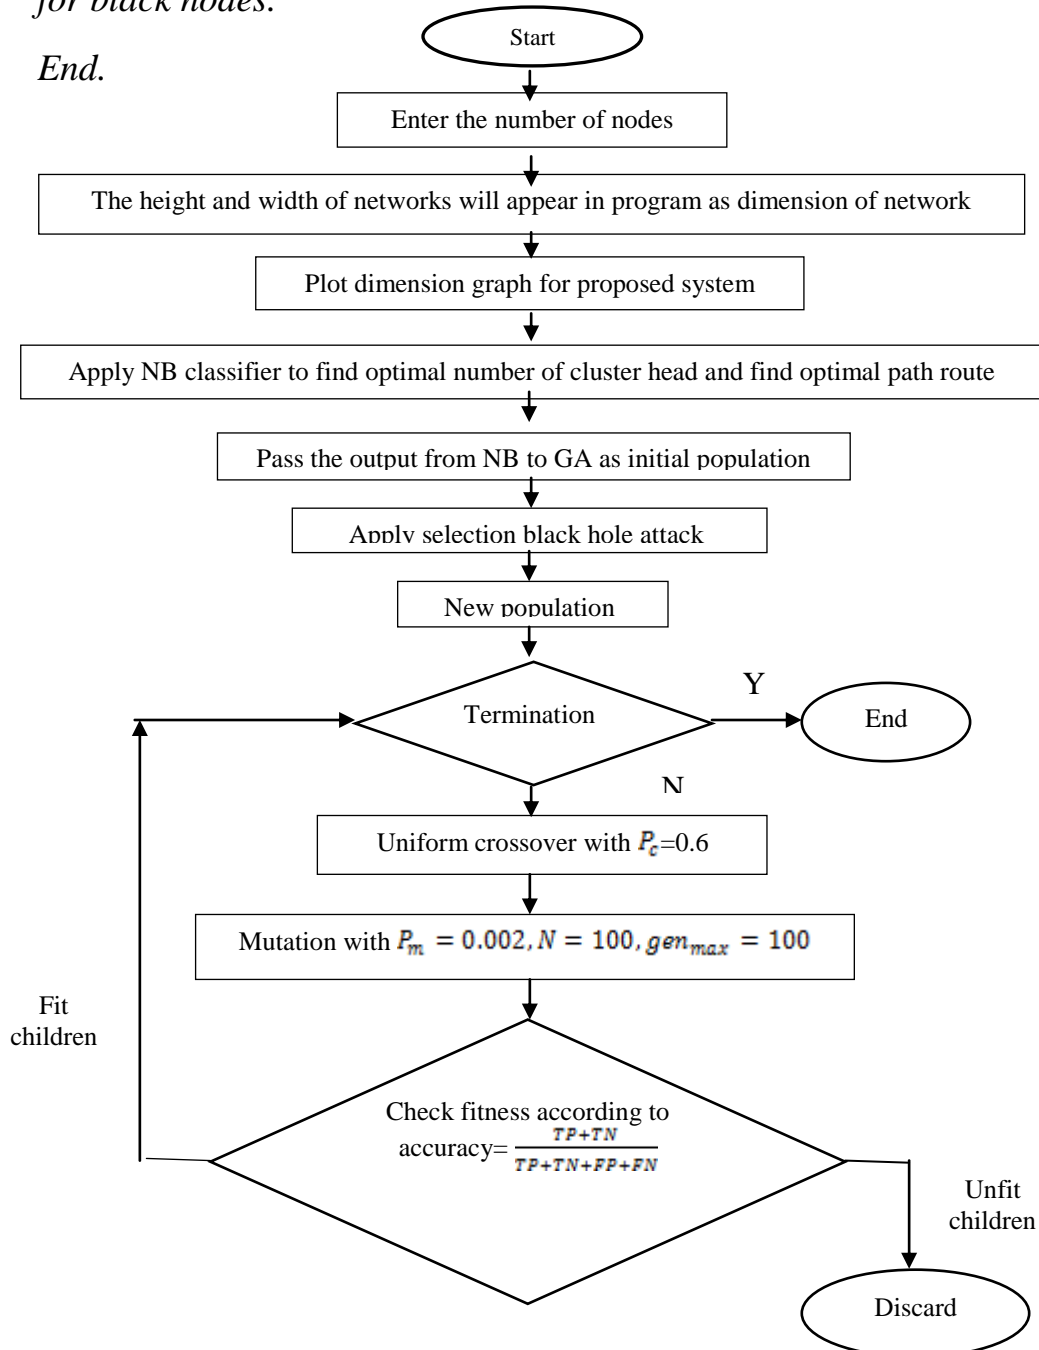 for black nodes.
End.
Start
Enter the number of nodes
The height and width of networks will appear in program as dimension of network
Plot dimension graph for proposed system
Apply NB classifier to find optimal number of cluster head and find optimal path route
Pass the output from NB to GA as initial population
Apply selection black hole attack
New population
Termination
Y
End
N
Uniform crossover with P_c=0.6
Mutation with P_m = 0.002, N = 100, gen_max = 100
Fit
children
Check fitness according to
accuracy= TP+TN / TP+TN+FP+FN
Unfit
children
Discard